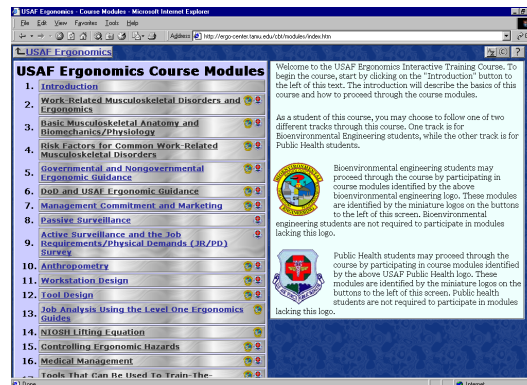 USAF Ergonomics - Course Modules - Microsoft Internet Explorer
File Edit View Favorites Tools Help
Address http://ergo-center.tamu.edu/cbt/modules/index.htm
USAF Ergonomics
(C) ?
USAF Ergonomics Course Modules
1. Introduction
2. Work-Related Musculoskeletal Disorders and
Ergonomics
3. Basic Musculoskeletal Anatomy and
Biomechanics/Physiology
4. Risk Factors for Common Work-Related
Musculoskeletal Disorders
5. Governmental and Nongovernmental
Ergonomic Guidance
6. DoD and USAF Ergonomic Guidance
7. Management Commitment and Marketing
8. Passive Surveillance
9. Active Surveillance and the Job
Requirements/Physical Demands (JR/PD)
Survey
10. Anthropometry
11. Workstation Design
12. Tool Design
13. Job Analysis Using the Level One Ergonomics
Guides
14. NIOSH Lifting Equation
15. Controlling Ergonomic Hazards
16. Medical Management
Tools That Can Be Used To Train-The-
Welcome to the USAF Ergonomics Interactive Training Course. To
begin the course, start by clicking on the "Introduction" button to
the left of this text. The introduction will describe the basics of this
course and how to proceed through the course modules.
As a student of this course, you may choose to follow one of two
different tracks through this course. One track is for
Bioenvironmental Engineering students, while the other track is for
Public Health students.
Bioenvironmental engineering students may
proceed through the course by participating in
course modules identified by the above
bioenvironmental engineering logo. These modules
are identified by the miniature logos on the buttons
to the left of this screen. Bioenvironmental
engineering students are not required to participate in modules
lacking this logo.
Public Health students may proceed through the
course by participating in course modules identified
by the above USAF Public Health logo. These
modules are identified by the miniature logos on the
buttons to the left of this screen. Public health
students are not required to participate in modules
lacking this logo.
Done
Internet